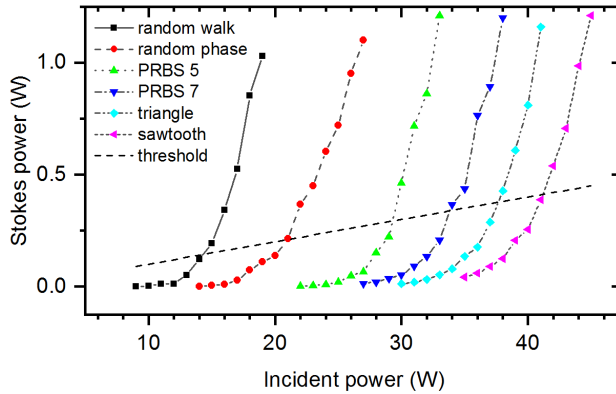 random walk
random phase
PRBS 5
PRBS 7
triangle
sawtooth
threshold
Stokes power (W)
1.0
0.5
0.0
10 20 30 40
Incident power (W)